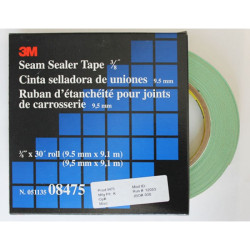 3M
Seam Sealer Tape 3/8"
Cinta selladora de uniones 9.5 mm
Ruban d'étanchéité pour joints
de carrosserie 9,5 mm
3/8" x 30' roll (9.5 mm x 9.1 m)
(9,5 mm x 9,1 m)
N. 051135 08475